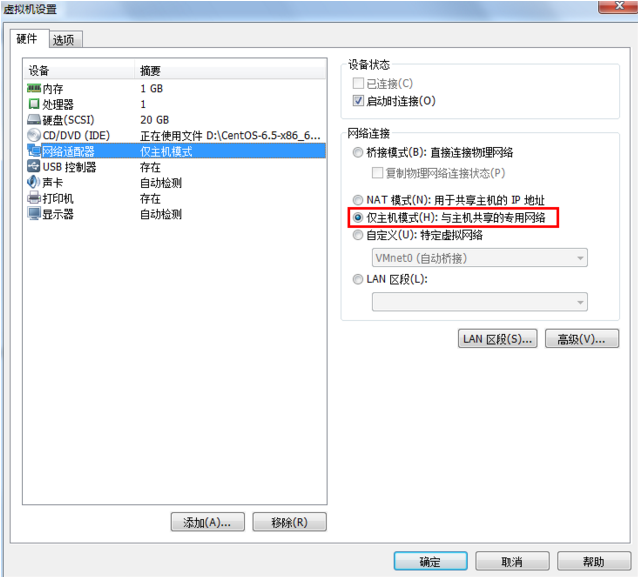 虚拟机设置
硬件 选项
设备 摘要
内存 1 GB
处理器 1
硬盘(SCSI) 20 GB
CD/DVD (IDE) 正在使用文件 D:\CentOS-6.5-x86_6...
网络适配器 仅主机模式
USB 控制器 存在
声卡 自动检测
打印机 存在
显示器 自动检测
添加(A)... 移除(R)
设备状态
已连接(C)
启动时连接(O)
网络连接
桥接模式(B): 直接连接物理网络
复制物理网络连接状态(P)
NAT 模式(N): 用于共享主机的 IP 地址
仅主机模式(H): 与主机共享的专用网络
自定义(U): 特定虚拟网络
VMnet0 (自动桥接)
LAN 区段(L):
LAN 区段(S)... 高级(V)...
确定 取消 帮助